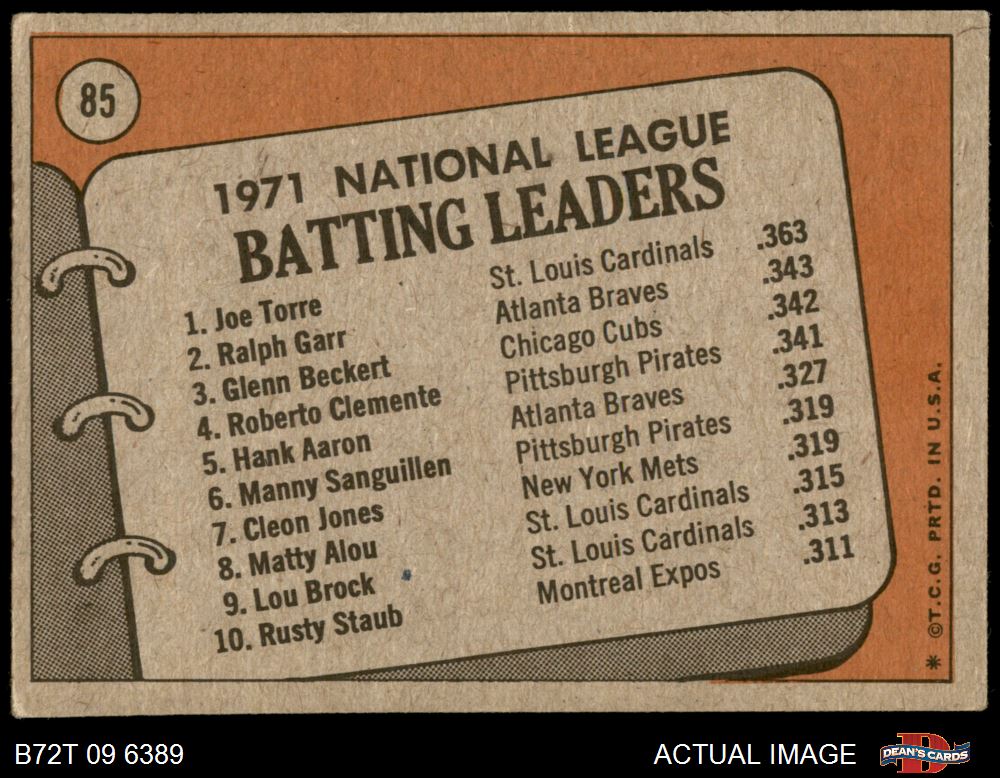 85
1971 NATIONAL LEAGUE
BATTING LEADERS
1. Joe Torre St. Louis Cardinals .363
2. Ralph Garr Atlanta Braves .343
3. Glenn Beckert Chicago Cubs .342
4. Roberto Clemente Pittsburgh Pirates .341
5. Hank Aaron Atlanta Braves .327
6. Manny Sanguillen Pittsburgh Pirates .319
7. Cleon Jones New York Mets .319
8. Matty Alou St. Louis Cardinals .315
9. Lou Brock St. Louis Cardinals .313
10. Rusty Staub Montreal Expos .311
* ©T.C.G. PRTD. IN U.S.A.
B72T 09 6389
ACTUAL IMAGE
D
DEAN'S CARDS